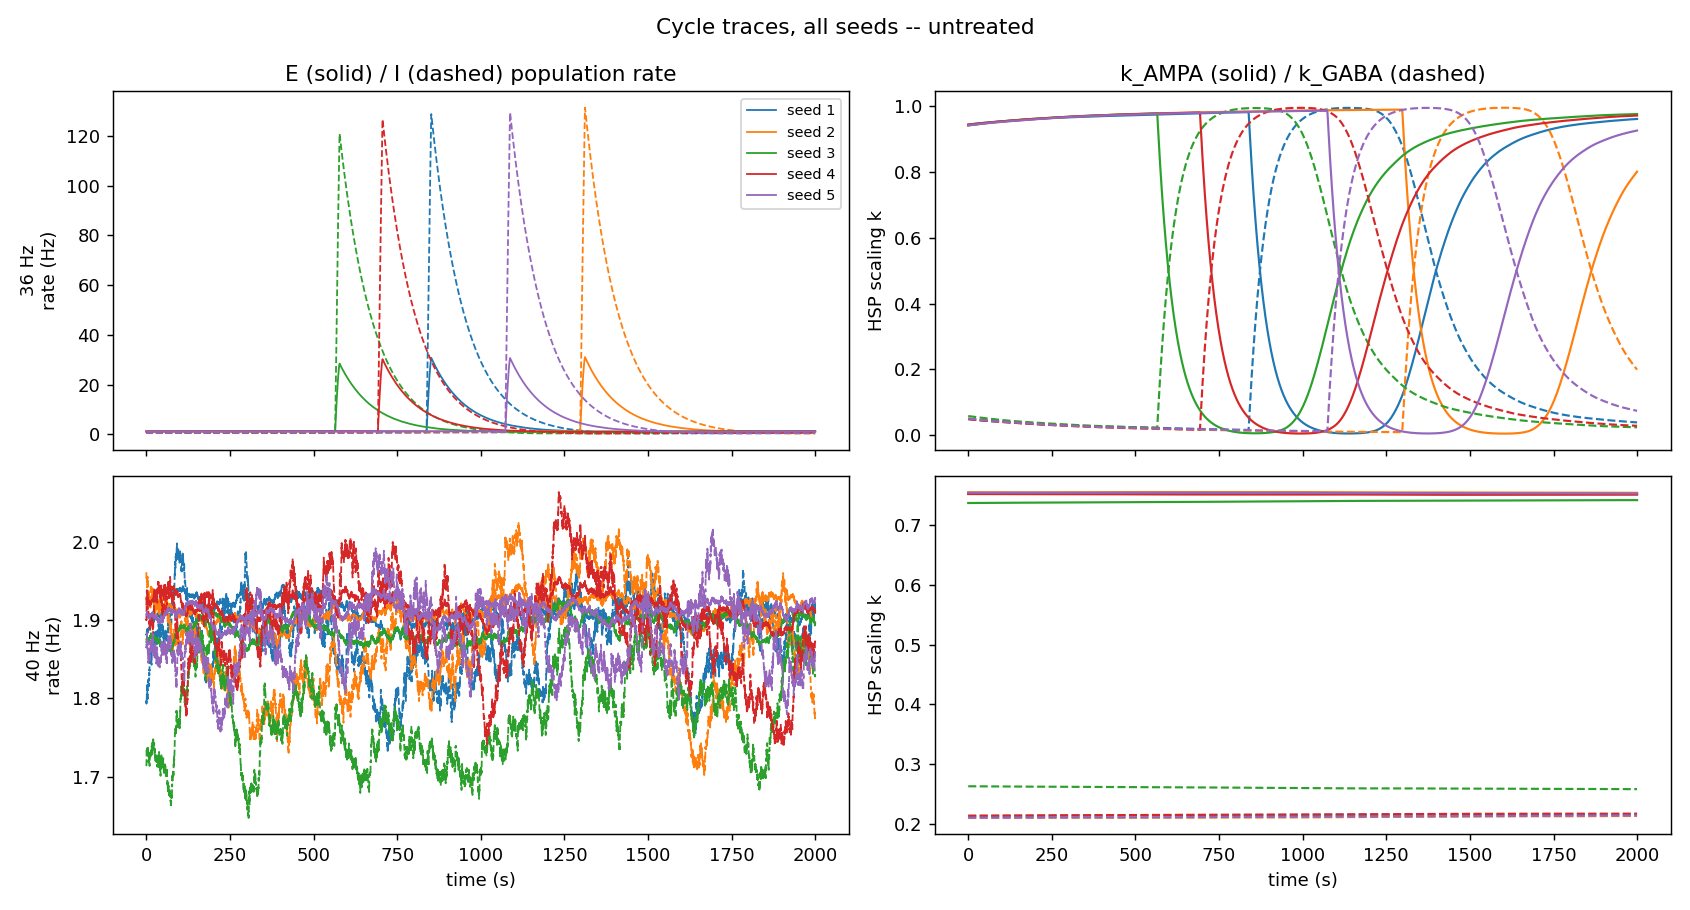 Cycle traces, all seeds -- untreated
E (solid) / I (dashed) population rate
36 Hz
rate (Hz)
120
100
80
60
40
20
0
seed 1
seed 2
seed 3
seed 4
seed 5
k_AMPA (solid) / k_GABA (dashed)
HSP scaling k
1.0
0.8
0.6
0.4
0.2
0.0
40 Hz
rate (Hz)
2.0
1.9
1.8
1.7
0 250 500 750 1000 1250 1500 1750 2000
time (s)
HSP scaling k
0.7
0.6
0.5
0.4
0.3
0.2
0 250 500 750 1000 1250 1500 1750 2000
time (s)